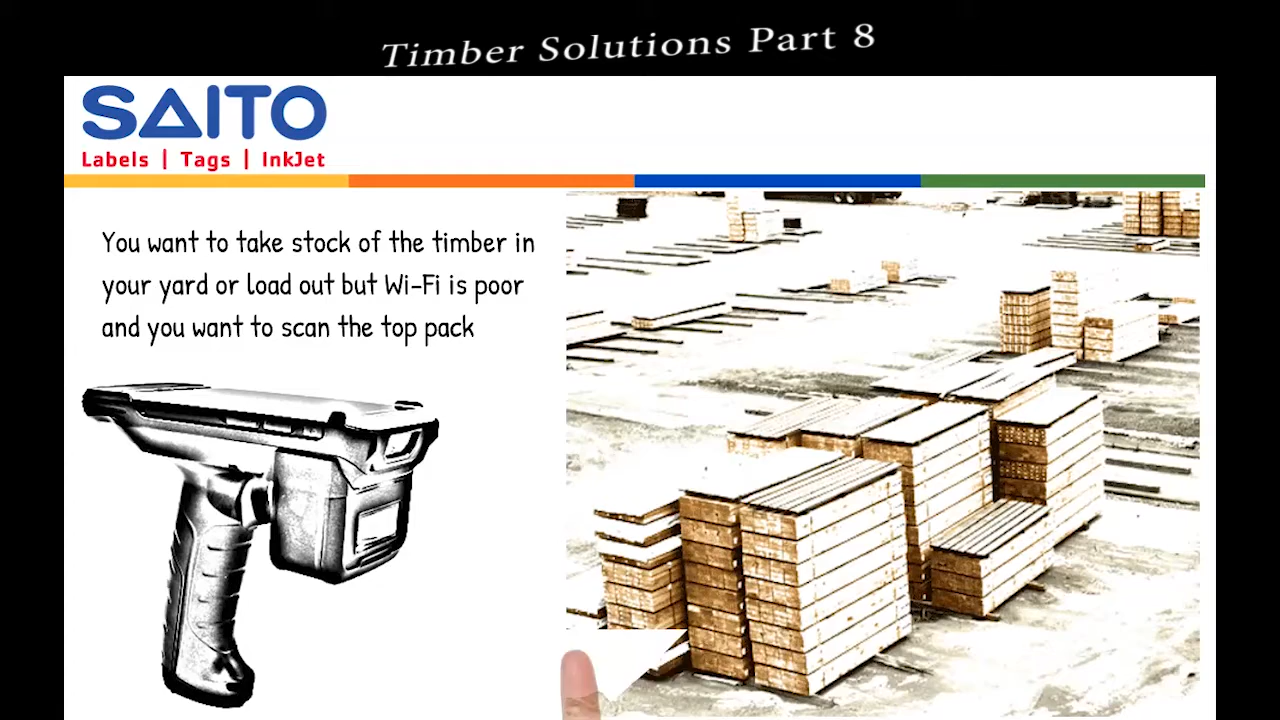 Timber Solutions Part 8
SAITO
Labels | Tags | InkJet
You want to take stock of the timber in
your yard or load out but Wi-Fi is poor
and you want to scan the top pack